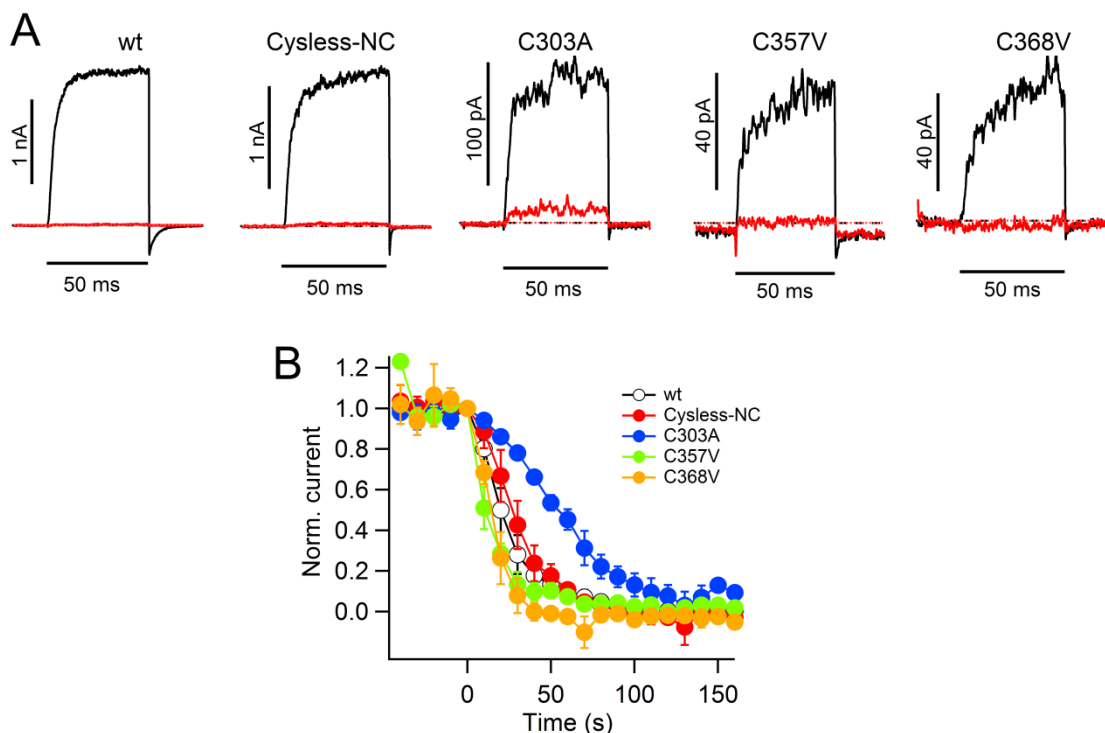 A
wt
Cysless-NC
C303A
C357V
C368V
1 nA
1 nA
100 pA
40 pA
40 pA
50 ms
50 ms
50 ms
50 ms
50 ms
B
1.2
1.0
0.8
0.6
0.4
0.2
0.0
Norm. current
wt
Cysless-NC
C303A
C357V
C368V
0
50
100
150
Time (s)